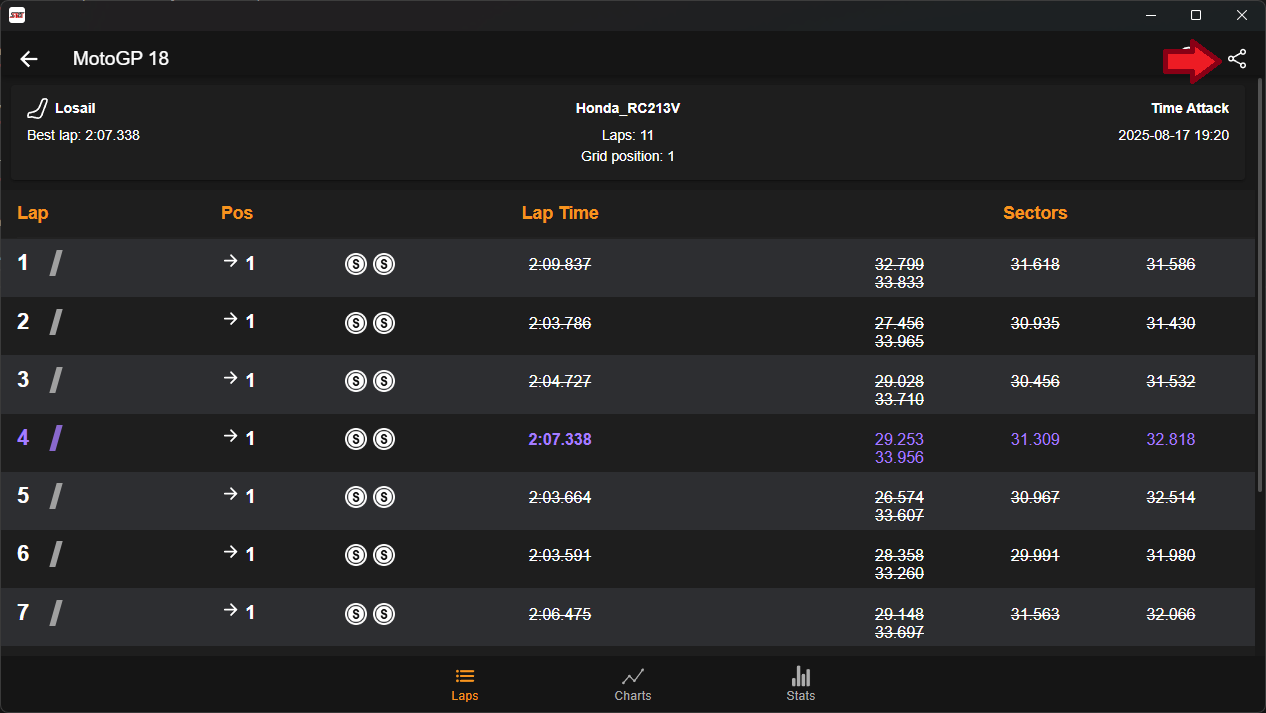 MotoGP 18
Losail Honda_RC213V Time Attack
Best lap: 2:07.338 Laps: 11 2025-08-17 19:20
Grid position: 1
Lap Pos Lap Time Sectors
1 1 S S 2:09.837 32.799 31.618 31.586
33.833
2 1 S S 2:03.786 27.456 30.935 31.430
33.965
3 1 S S 2:04.727 29.028 30.456 31.532
33.710
4 1 S S 2:07.338 29.253 31.309 32.818
33.956
5 1 S S 2:03.664 26.574 30.967 32.514
33.607
6 1 S S 2:03.591 28.358 29.991 31.980
33.260
7 1 S S 2:06.475 29.148 31.563 32.066
33.697
Laps Charts Stats